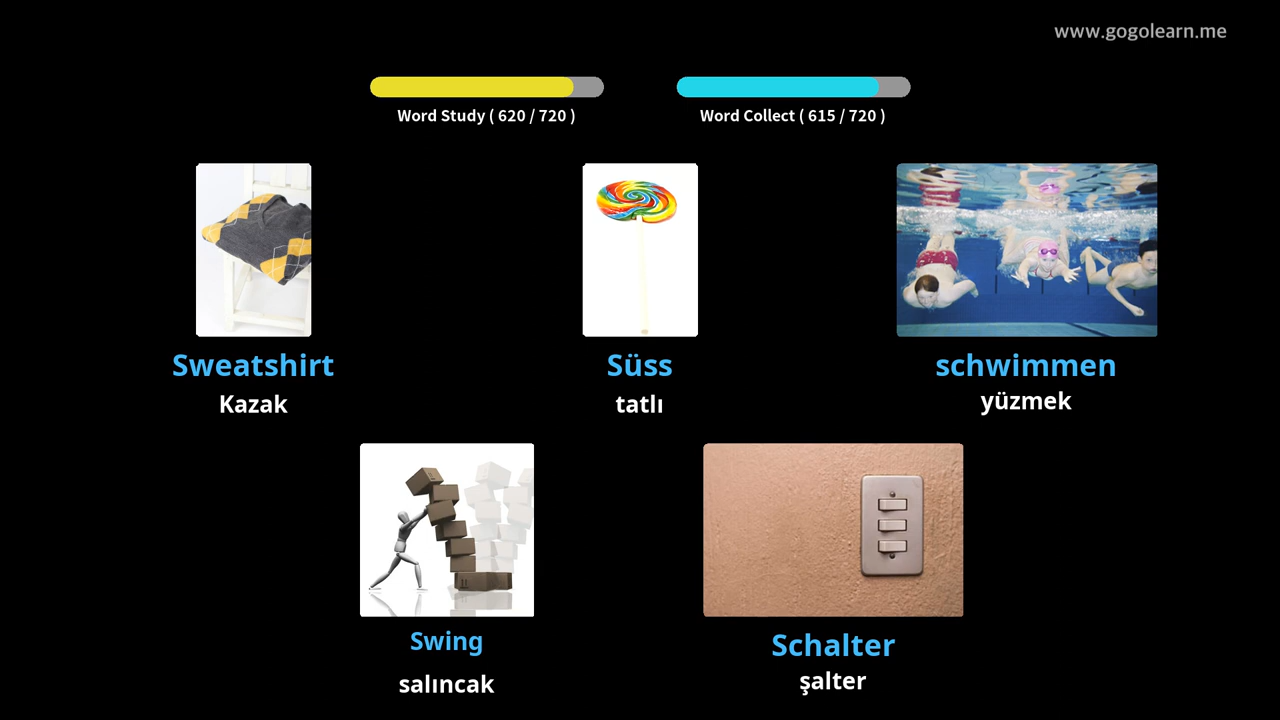 www.gogolearn.me
Word Study ( 620 / 720 )
Word Collect ( 615 / 720 )
Sweatshirt
Kazak
Süss
tatlı
schwimmen
yüzmek
Swing
salıncak
Schalter
şalter